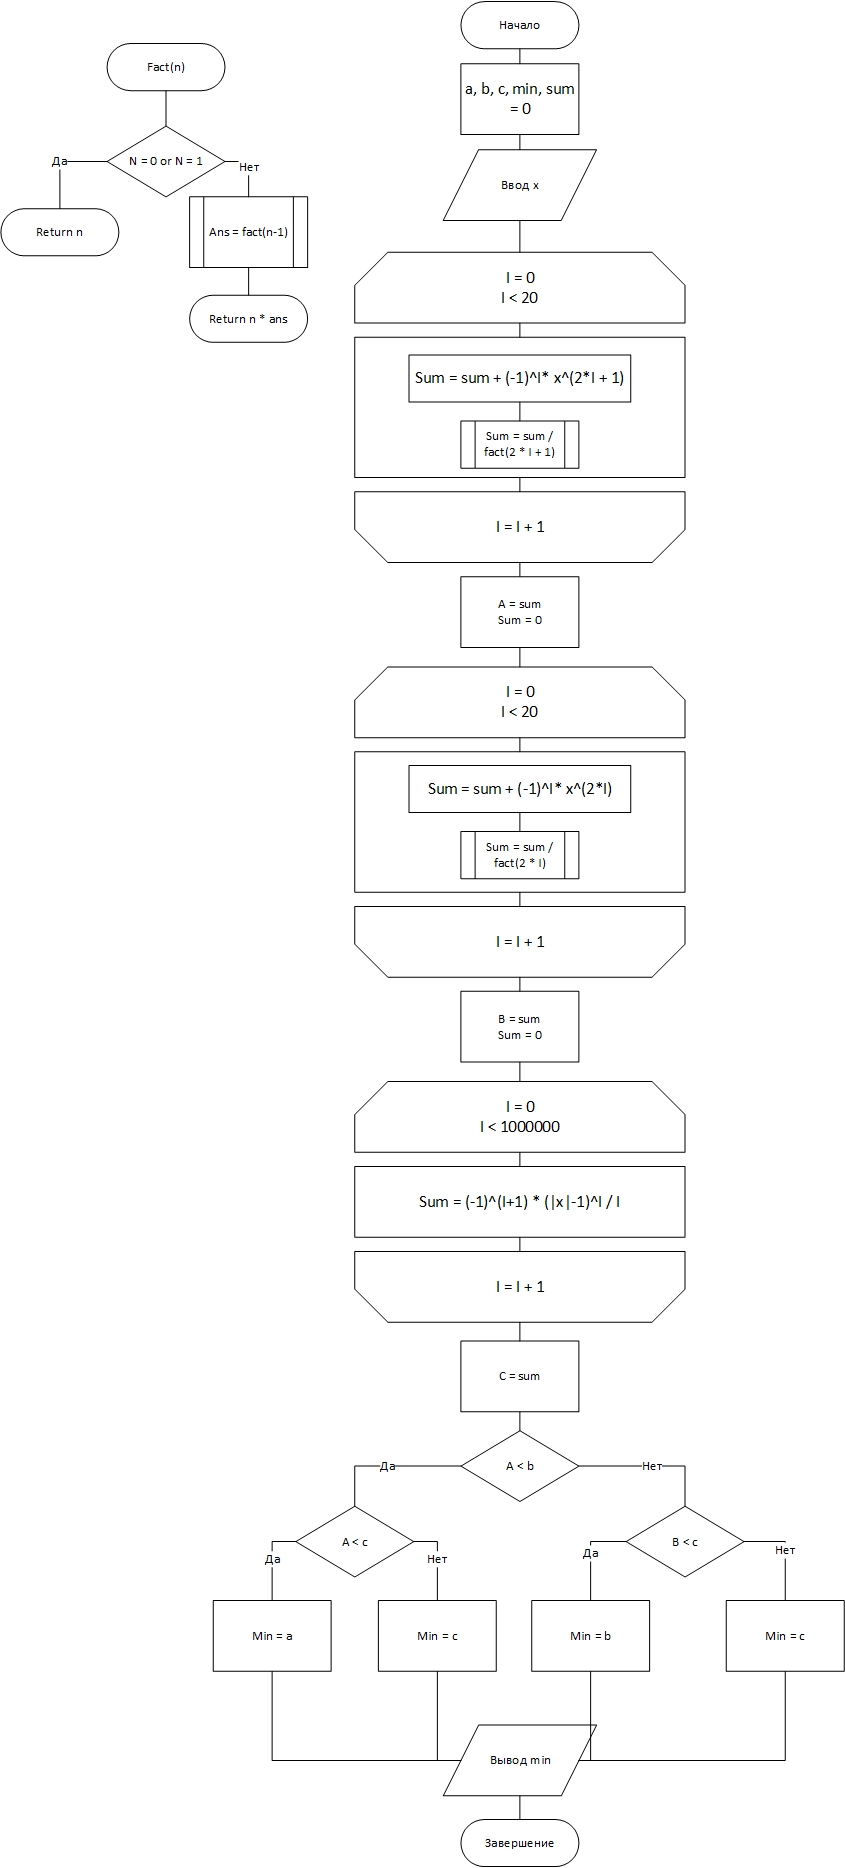 Начало
Fact(n)
a, b, c, min, sum
= 0
N = 0 or N = 1
Да
Нет
Ввод x
Return n
Ans = fact(n-1)
Return n * ans
I = 0
I < 20
Sum = sum + (-1)^I* x^(2*I + 1)
Sum = sum /
fact(2 * I + 1)
I = I + 1
A = sum
Sum = 0
I = 0
I < 20
Sum = sum + (-1)^I* x^(2*I)
Sum = sum /
fact(2 * I)
I = I + 1
B = sum
Sum = 0
I = 0
I < 1000000
Sum = (-1)^(I+1) * (|x|-1)^I / I
I = I + 1
C = sum
Да
A < b
Нет
A < c
B < c
Да
Нет
Да
Нет
Min = a
Min = c
Min = b
Min = c
Вывод min
Завершение